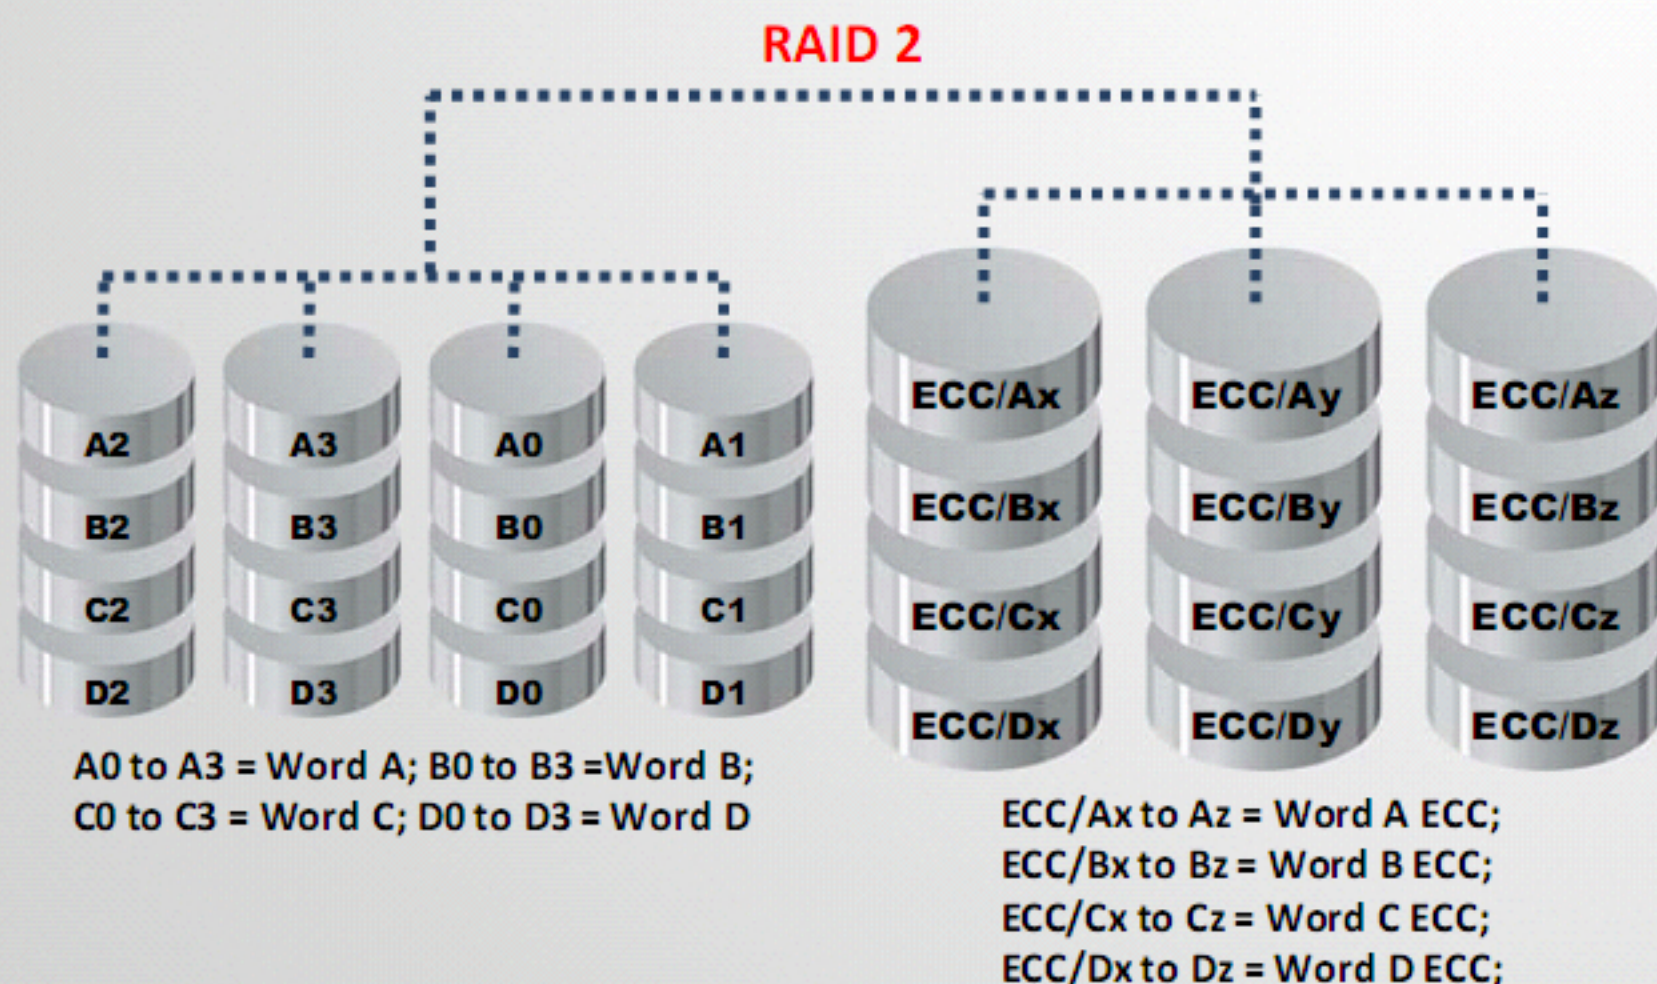 RAID 2
A2 A3 A0 A1
B2 B3 B0 B1
C2 C3 C0 C1
D2 D3 D0 D1
A0 to A3 = Word A; B0 to B3 =Word B;
C0 to C3 = Word C; D0 to D3 = Word D
ECC/Ax ECC/Ay ECC/Az
ECC/Bx ECC/By ECC/Bz
ECC/Cx ECC/Cy ECC/Cz
ECC/Dx ECC/Dy ECC/Dz
ECC/Ax to Az = Word A ECC;
ECC/Bx to Bz = Word B ECC;
ECC/Cx to Cz = Word C ECC;
ECC/Dx to Dz = Word D ECC;